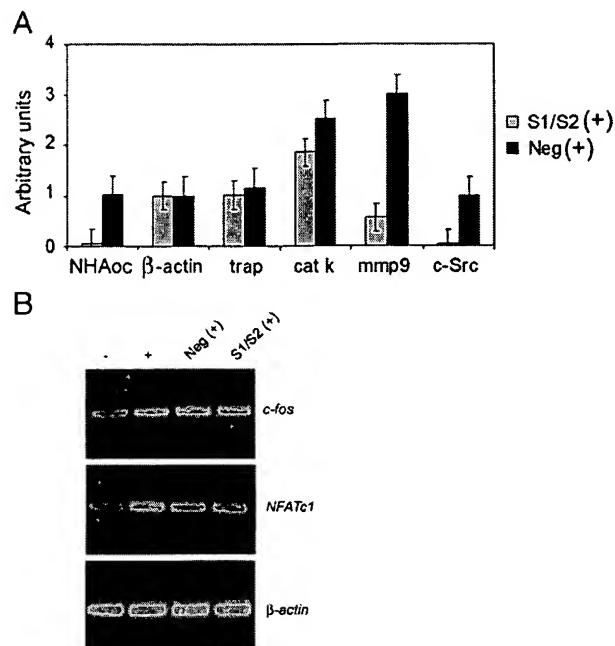 A
4
3
2
1
0
Arbitrary units
NHAoc β-actin trap cat k mmp9 c-Src
S1/S2 (+)
Neg (+)
B
- + Neg (+) S1/S2 (+)
c-fos
NFATc1
β-actin